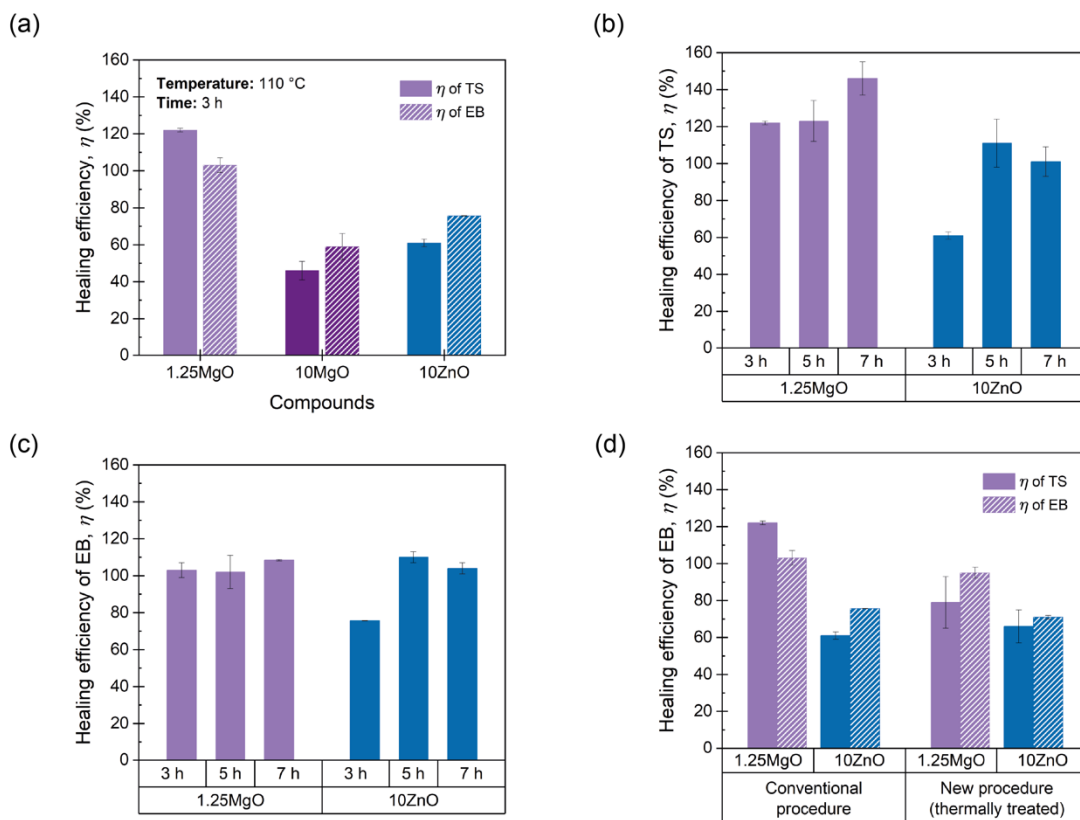 (a)
Healing efficiency, η (%)
160
140
120
100
80
60
40
20
0
Temperature: 110 °C
Time: 3 h
η of TS
η of EB
1.25MgO 10MgO 10ZnO
Compounds
(b)
Healing efficiency of TS, η (%)
160
140
120
100
80
60
40
20
0
3 h 5 h 7 h 3 h 5 h 7 h
1.25MgO 10ZnO
(c)
Healing efficiency of EB, η (%)
160
140
120
100
80
60
40
20
0
3 h 5 h 7 h 3 h 5 h 7 h
1.25MgO 10ZnO
(d)
Healing efficiency of EB, η (%)
160
140
120
100
80
60
40
20
0
η of TS
η of EB
1.25MgO 10ZnO 1.25MgO 10ZnO
Conventional New procedure
procedure (thermally treated)